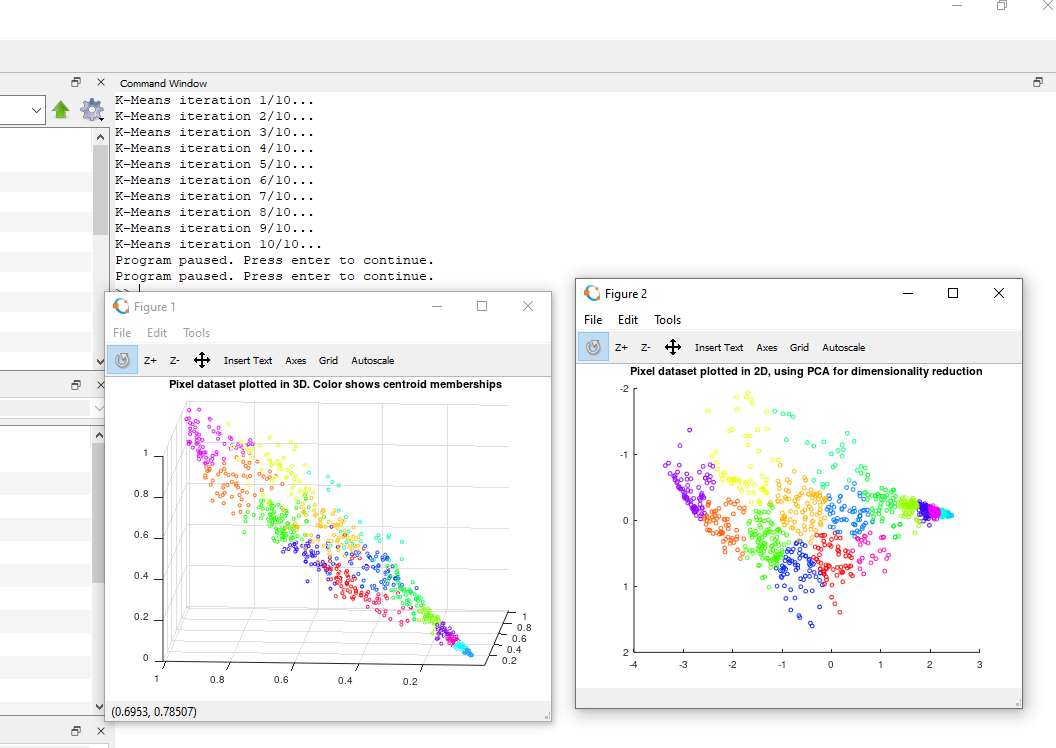 Command Window
K-Means iteration 1/10...
K-Means iteration 2/10...
K-Means iteration 3/10...
K-Means iteration 4/10...
K-Means iteration 5/10...
K-Means iteration 6/10...
K-Means iteration 7/10...
K-Means iteration 8/10...
K-Means iteration 9/10...
K-Means iteration 10/10...
Program paused. Press enter to continue.
Program paused. Press enter to continue.
>>
Figure 1
File Edit Tools
Z+ Z- Insert Text Axes Grid Autoscale
Pixel dataset plotted in 3D. Color shows centroid memberships
1
0.8
0.6
0.4
0.2
0
1 0.8 0.6 0.4 0.2
1
0.8
0.6
0.4
0.2
(0.6953, 0.78507)
Figure 2
File Edit Tools
Z+ Z- Insert Text Axes Grid Autoscale
Pixel dataset plotted in 2D, using PCA for dimensionality reduction
-2
-1
0
1
2
-4 -3 -2 -1 0 1 2 3